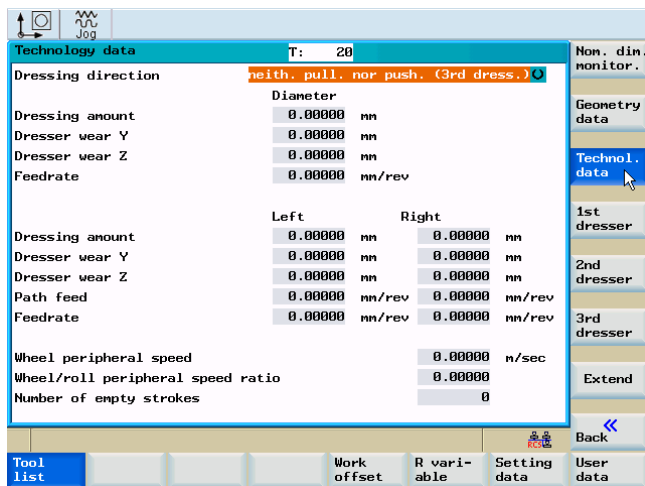 Jog
Technology data T: 20
Dressing direction neith. pull. nor push. (3rd dress.)
Diameter
Dressing amount 0.00000 mm
Dresser wear Y 0.00000 mm
Dresser wear Z 0.00000 mm
Feedrate 0.00000 mm/rev
Left Right
Dressing amount 0.00000 mm 0.00000 mm
Dresser wear Y 0.00000 mm 0.00000 mm
Dresser wear Z 0.00000 mm 0.00000 mm
Path feed 0.00000 mm/rev 0.00000 mm/rev
Feedrate 0.00000 mm/rev 0.00000 mm/rev
Wheel peripheral speed 0.00000 m/sec
Wheel/roll peripheral speed ratio 0.00000
Number of empty strokes 0
Nom. dim.
monitor.
Geometry
data
Technol.
data
1st
dresser
2nd
dresser
3rd
dresser
Extend
Back
RCS
Tool
list
Work
offset
R vari-
able
Setting
data
User
data